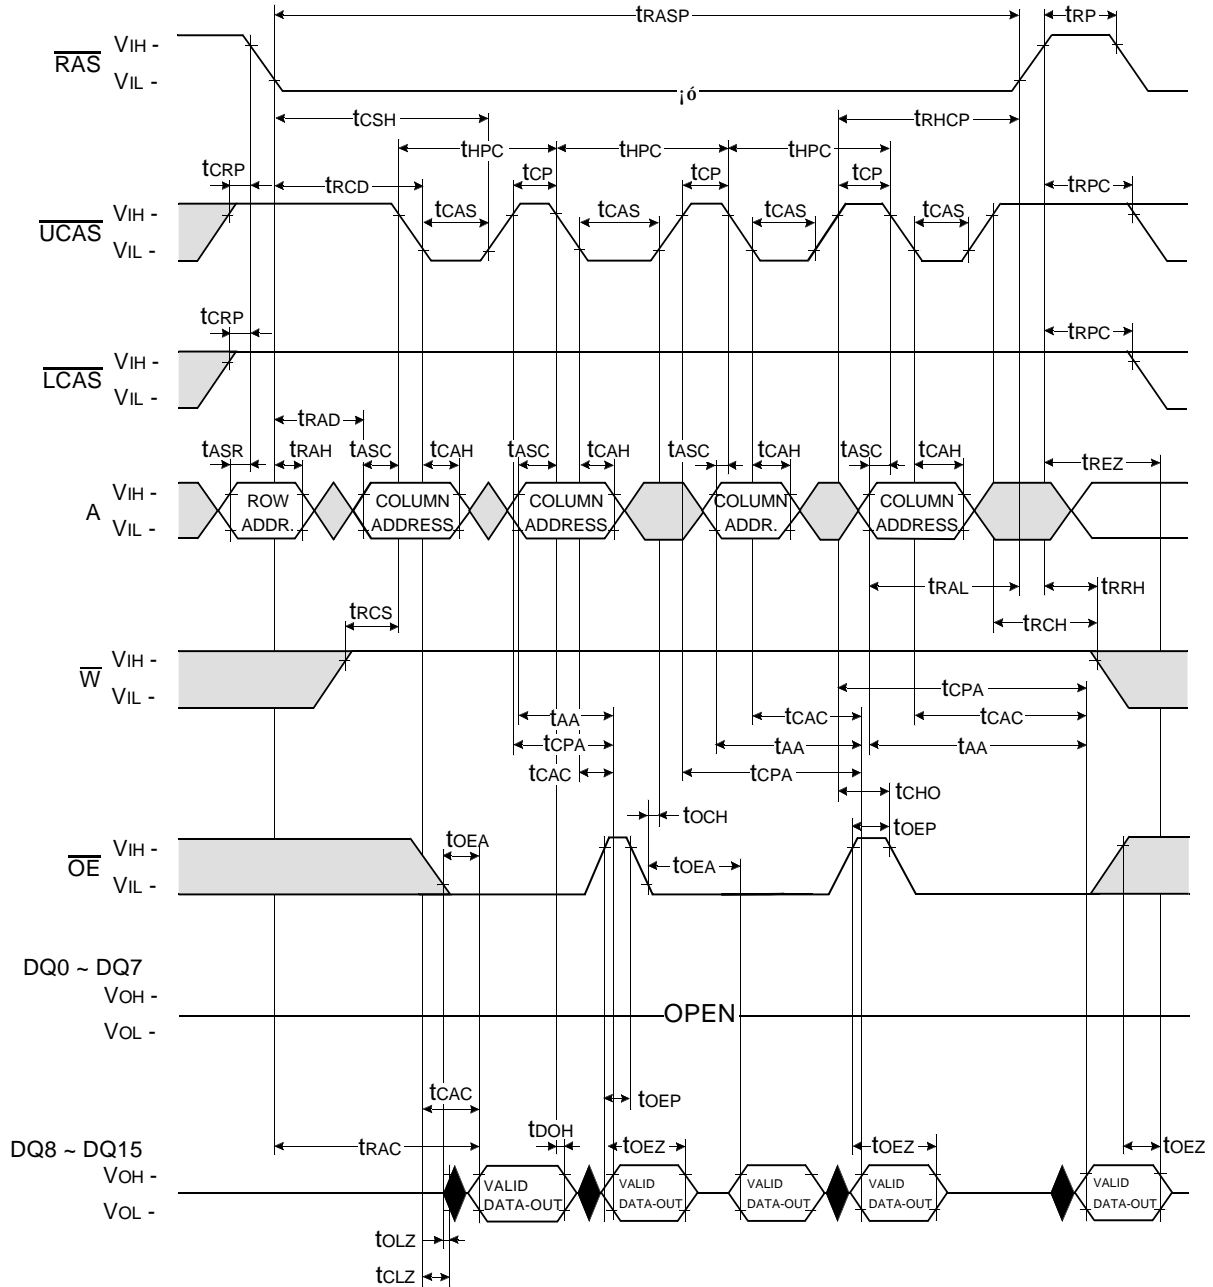 tRASP tRP
RAS VIH -
VIL -
¡ó
tCSH tRHCP
tHPC tHPC tHPC
tCRP tCP tCP tCP
tRCD tRPC
tCAS tCAS tCAS tCAS
UCAS VIH -
VIL -
tCRP tRPC
LCAS VIH -
VIL -
tRAD
tASR tRAH tASC tCAH tASC tCAH tASC tCAH tASC tCAH tREZ
A VIH -
VIL -
ROW ADDR.
COLUMN ADDRESS
COLUMN ADDRESS
COLUMN ADDR.
COLUMN ADDRESS
tRAL tRRH
tRCS tRCH
W VIH -
VIL -
tCPA
tAA tCAC tCAC
tCPA tAA tAA
tCAC tCPA
tCHO
tOCH tOEP
tOEA tOEA
OE VIH -
VIL -
DQ0 ~ DQ7
VOH -
OPEN
VOL -
tCAC tOEP
tDOH
tRAC tOEZ tOEZ tOEZ
DQ8 ~ DQ15
VOH -
VOL -
VALID DATA-OUT
VALID DATA-OUT
VALID DATA-OUT
VALID DATA-OUT
VALID DATA-OUT
tOLZ
tCLZ